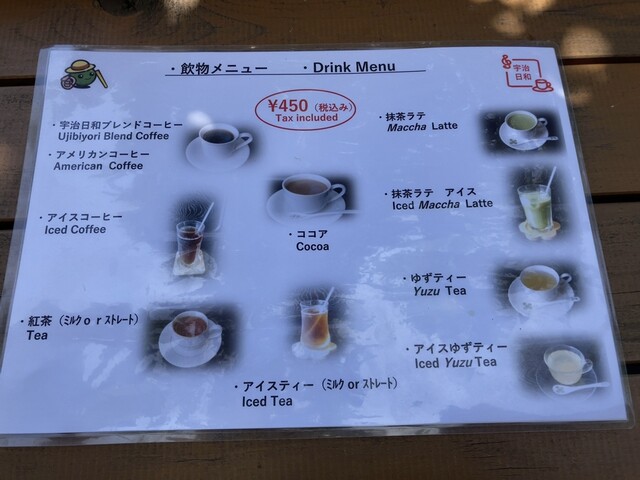 ・飲物メニュー　・Drink Menu
宇治
日和
¥450（税込み）
Tax included
・宇治日和ブレンドコーヒー
Ujibiyori Blend Coffee
・アメリカンコーヒー
American Coffee
・アイスコーヒー
Iced Coffee
・紅茶（ﾐﾙｸ or ｽﾄﾚｰﾄ）
Tea
・ココア
Cocoa
・アイスティー（ﾐﾙｸ or ｽﾄﾚｰﾄ）
Iced Tea
・抹茶ラテ
Maccha Latte
・抹茶ラテ　アイス
Iced Maccha Latte
・ゆずティー
Yuzu Tea
・アイスゆずティー
Iced Yuzu Tea